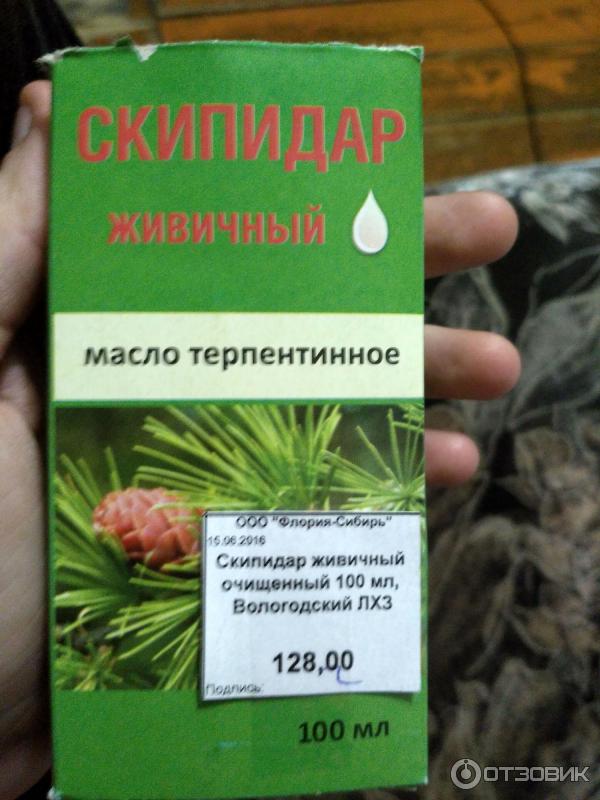 СКИПИДАР
ЖИВИЧНЫЙ
масло терпентинное
ООО "Флория-Сибирь"
15.06.2016
Скипидар живичный
очищенный 100 мл,
Вологодский ЛХЗ
128,00
Подпись:
100 мл
ОТЗОВИК